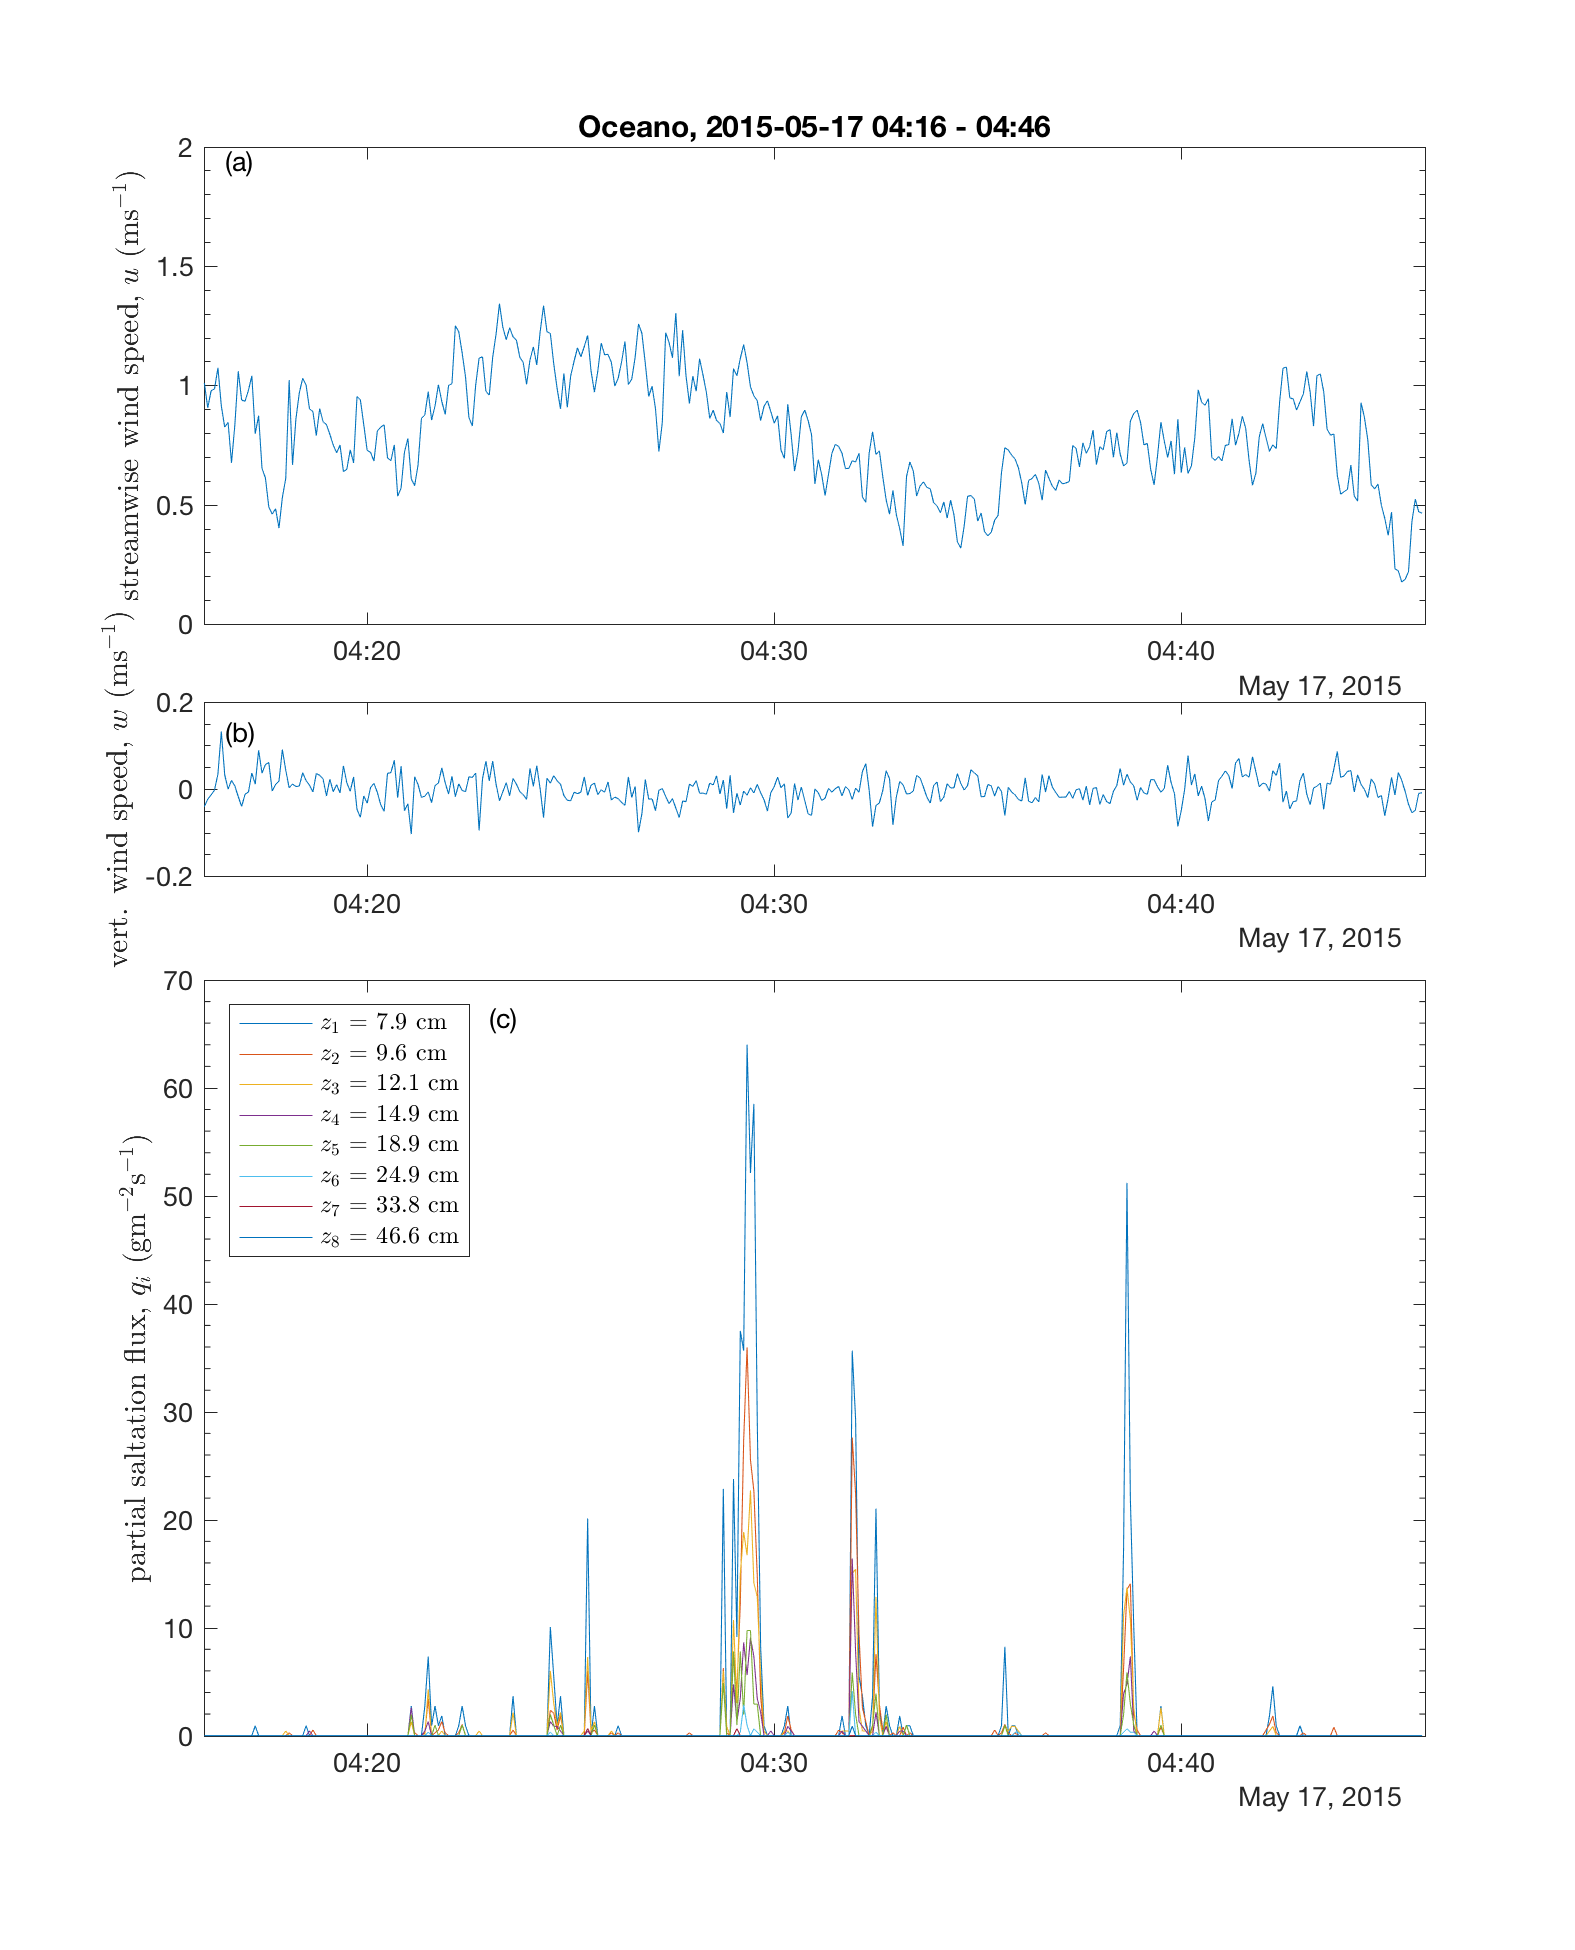 Oceano, 2015-05-17 04:16 - 04:46
(a)
streamwise wind speed, u (ms⁻¹)
2
1.5
1
0.5
0
04:20 04:30 04:40
May 17, 2015
(b)
vert. wind speed, w (ms⁻¹)
0.2
0
-0.2
04:20 04:30 04:40
May 17, 2015
(c)
partial saltation flux, qᵢ (gm⁻²s⁻¹)
70
60
50
40
30
20
10
0
z₁ = 7.9 cm
z₂ = 9.6 cm
z₃ = 12.1 cm
z₄ = 14.9 cm
z₅ = 18.9 cm
z₆ = 24.9 cm
z₇ = 33.8 cm
z₈ = 46.6 cm
04:20 04:30 04:40
May 17, 2015